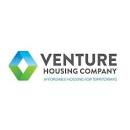 VENTURE
HOUSING COMPANY
AFFORDABLE HOUSING FOR TERRITORIANS